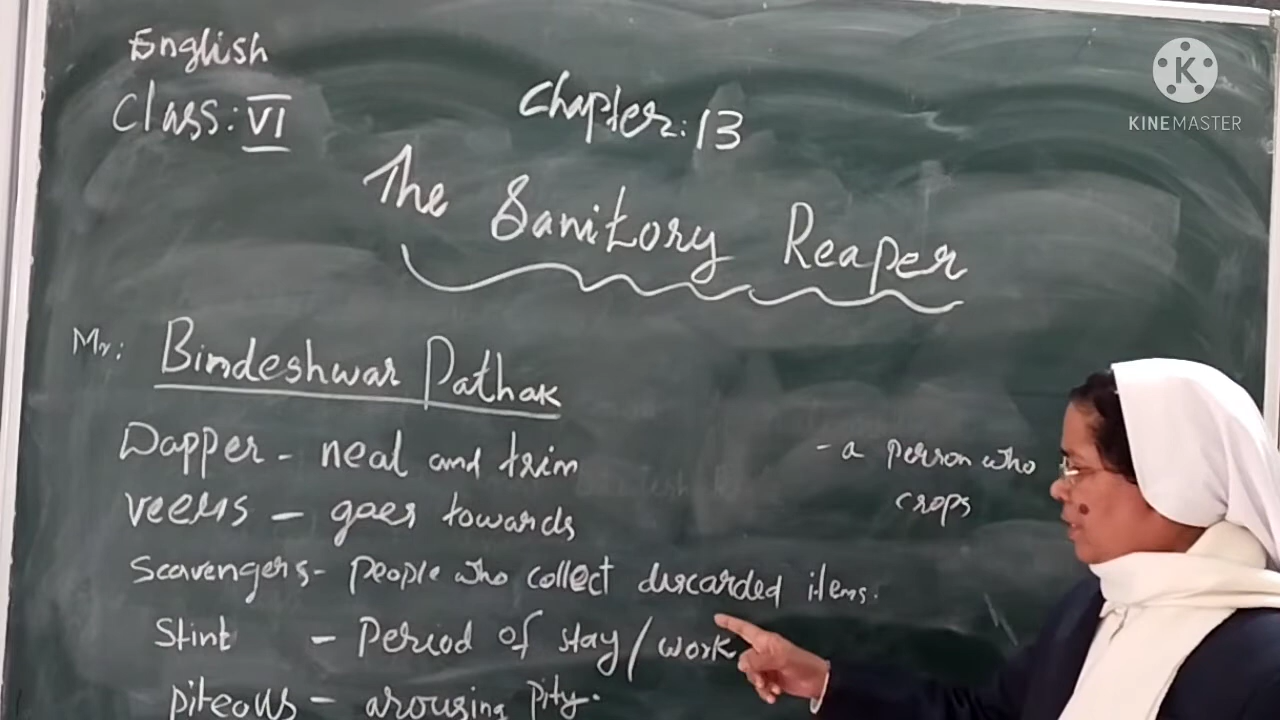 English
Class: VI
Chapter: 13
The Sanitory Reaper
Mr: Bindeshwar Pathak
Dapper - neat and trim
- a person who
crops
veers - goes towards
Scavengers - people who collect discarded items.
Stint - Period of stay/work
piteous - arousing pity.
K
KINEMASTER